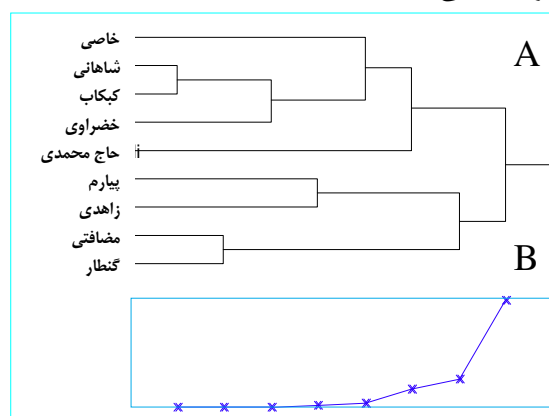 خاصی
A
شاهانی
کبکاب
خضراوی
حاج محمدی
پیارم
زاهدی
مضافتی
B
گنطار